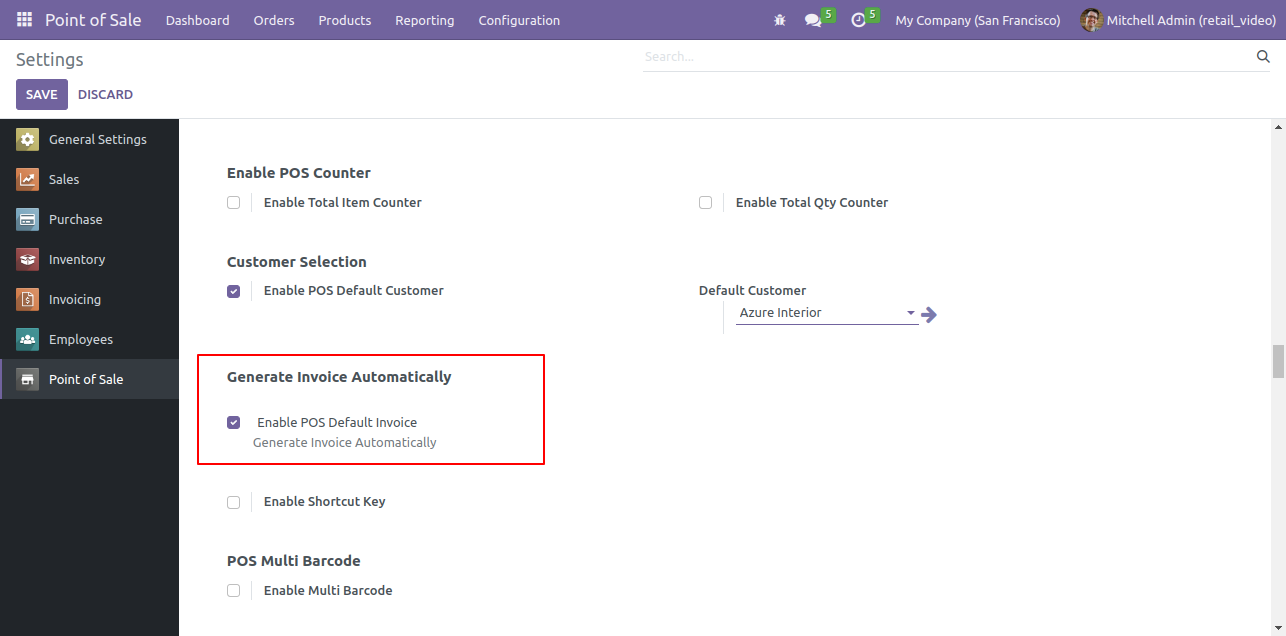 Point of Sale Dashboard Orders Products Reporting Configuration 5 5 My Company (San Francisco) Mitchell Admin (retail_video)
Settings
Search...
SAVE DISCARD
General Settings
Sales
Purchase
Inventory
Invoicing
Employees
Point of Sale
Enable POS Counter
Enable Total Item Counter Enable Total Qty Counter
Customer Selection
Enable POS Default Customer Default Customer
Azure Interior
Generate Invoice Automatically
Enable POS Default Invoice
Generate Invoice Automatically
Enable Shortcut Key
POS Multi Barcode
Enable Multi Barcode